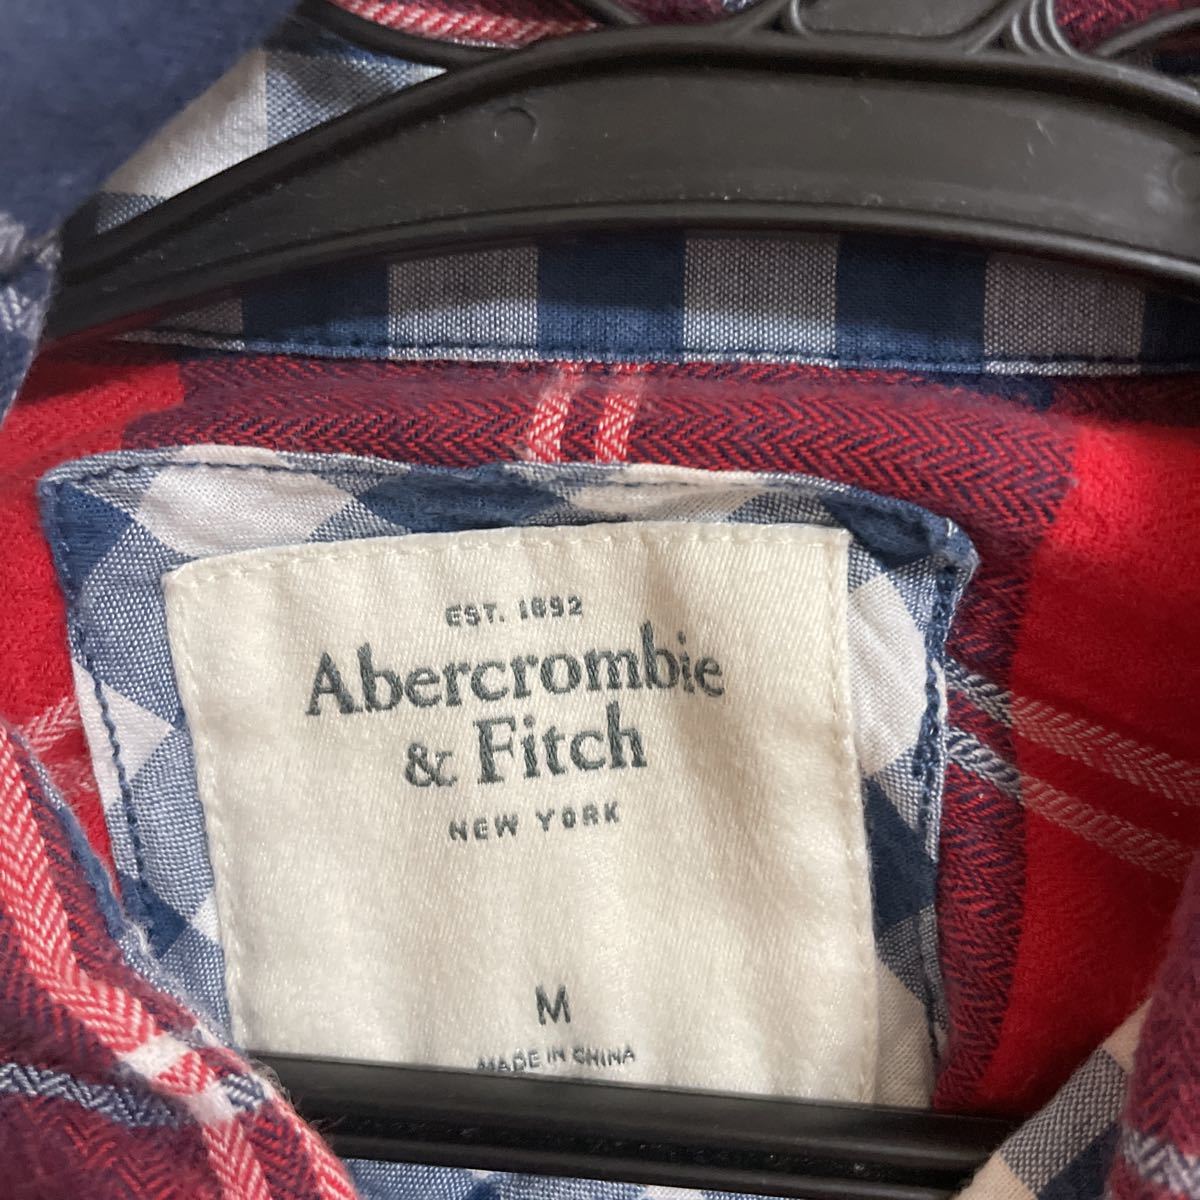 EST. 1892
Abercrombie
& Fitch
NEW YORK
M
MADE IN CHINA